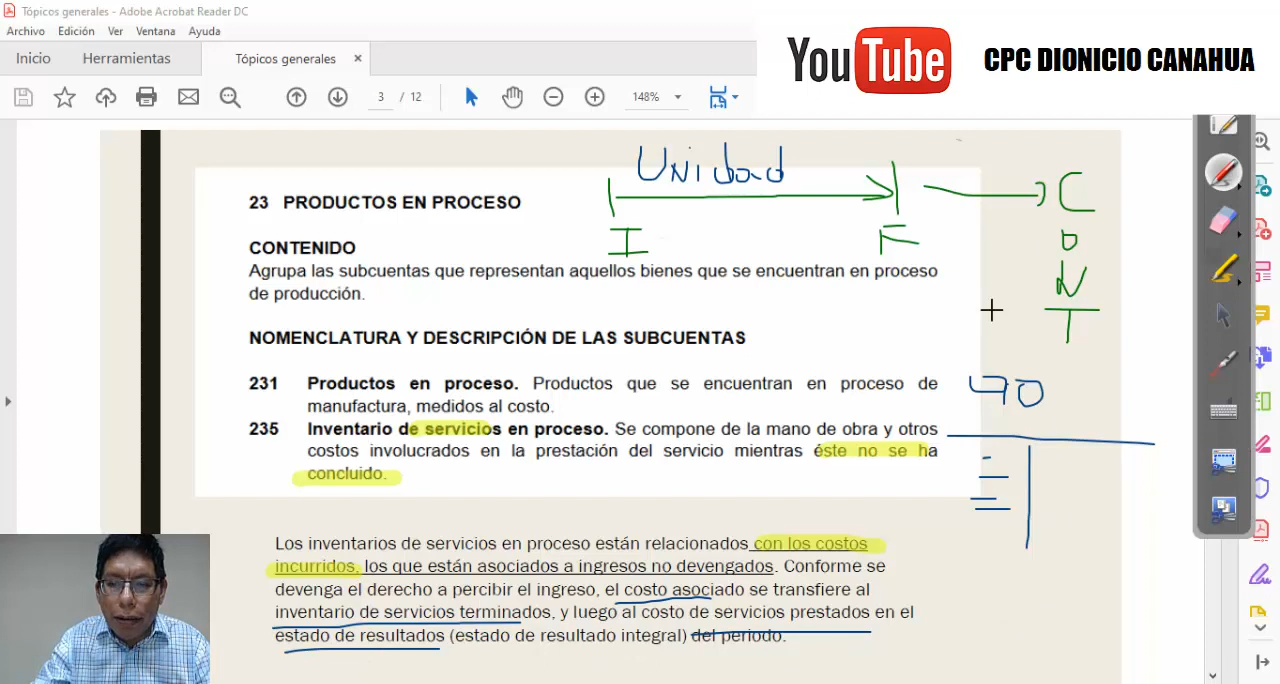 Tópicos generales - Adobe Acrobat Reader DC
Archivo Edición Ver Ventana Ayuda
Inicio Herramientas Tópicos generales ×
3 / 12 148%
YouTube CPC DIONICIO CANAHUA
Unidad
I F C
O
N
T
23 PRODUCTOS EN PROCESO
CONTENIDO
Agrupa las subcuentas que representan aquellos bienes que se encuentran en proceso
de producción.
NOMENCLATURA Y DESCRIPCIÓN DE LAS SUBCUENTAS
231 Productos en proceso. Productos que se encuentran en proceso de
manufactura, medidos al costo.
235 Inventario de servicios en proceso. Se compone de la mano de obra y otros
costos involucrados en la prestación del servicio mientras éste no se ha
concluido.
90
Los inventarios de servicios en proceso están relacionados con los costos
incurridos, los que están asociados a ingresos no devengados. Conforme se
devenga el derecho a percibir el ingreso, el costo asociado se transfiere al
inventario de servicios terminados, y luego al costo de servicios prestados en el
estado de resultados (estado de resultado integral) del periodo.